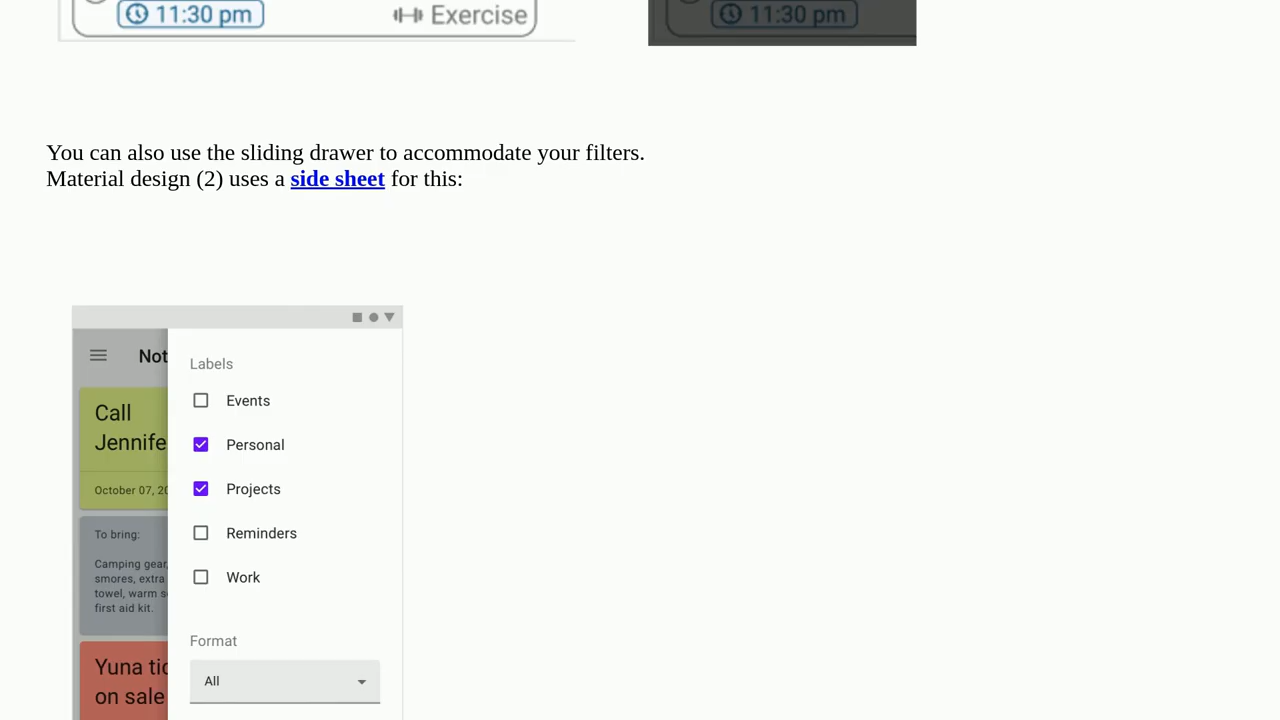 11:30 pm
Exercise
11:30 pm
You can also use the sliding drawer to accommodate your filters.
Material design (2) uses a side sheet for this:
Not
Labels
Call
Jennife
Events
Personal
October 07, 20
Projects
To bring:
Reminders
Camping gear,
smores, extra
towel, warm s
first aid kit.
Work
Format
Yuna tic
on sale
All